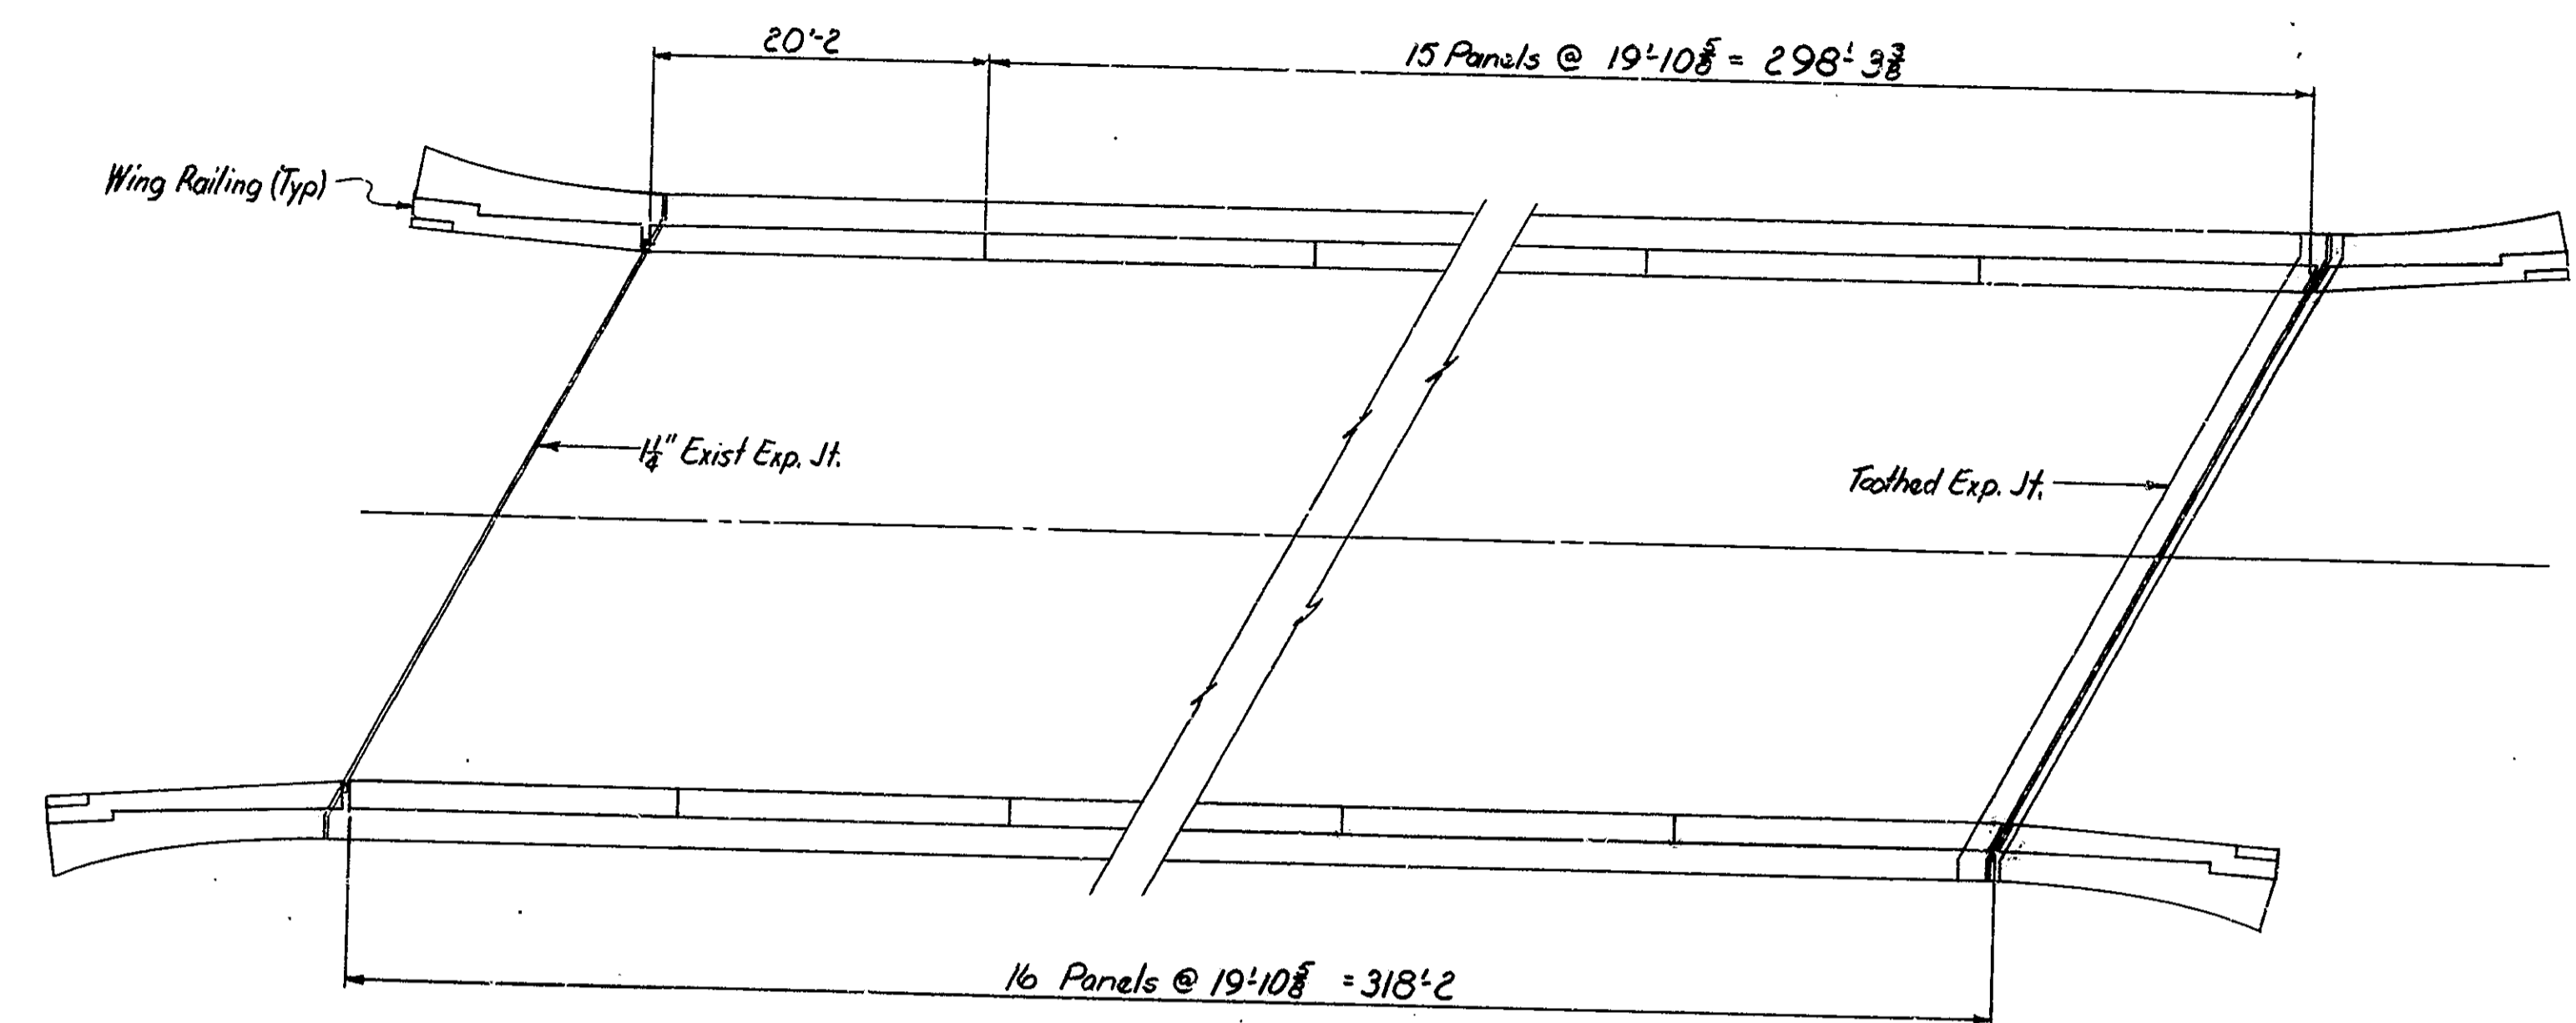 20'-2
15 Panels @ 19'-10⅝ = 298'-3⅜
Wing Railing (Typ)
1¼" Exist Exp. Jt.
Toothed Exp. Jt.
16 Panels @ 19'-10⅝ = 318'-2